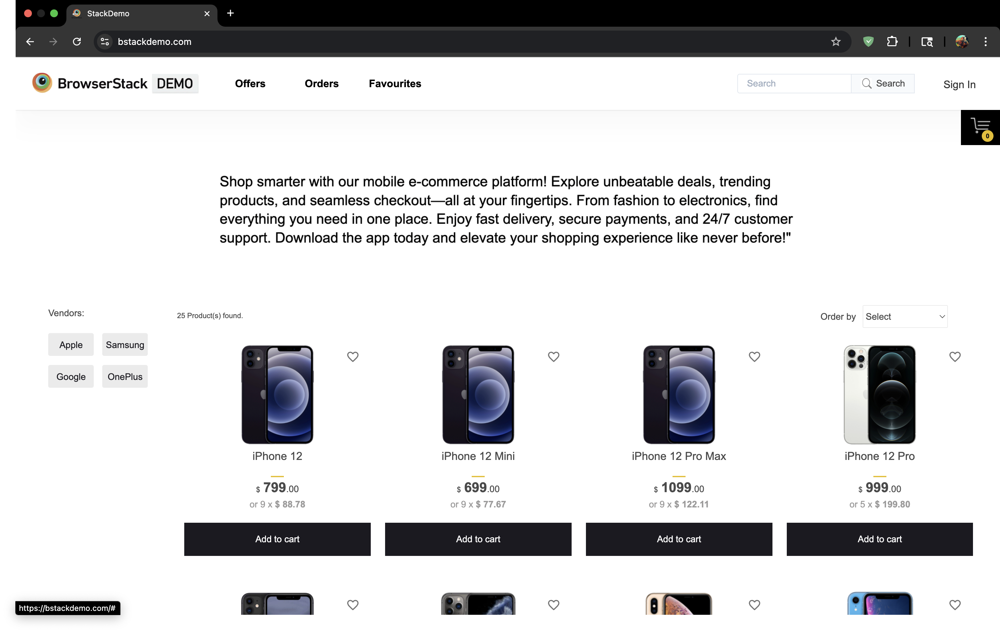 StackDemo
bstackdemo.com
BrowserStack DEMO
Offers
Orders
Favourites
Search
Search
Sign In
0
Shop smarter with our mobile e-commerce platform! Explore unbeatable deals, trending
products, and seamless checkout—all at your fingertips. From fashion to electronics, find
everything you need in one place. Enjoy fast delivery, secure payments, and 24/7 customer
support. Download the app today and elevate your shopping experience like never before!"
Vendors:
Apple
Samsung
Google
OnePlus
25 Product(s) found.
Order by
Select
iPhone 12
$ 799.00
or 9 x $ 88.78
Add to cart
iPhone 12 Mini
$ 699.00
or 9 x $ 77.67
Add to cart
iPhone 12 Pro Max
$ 1099.00
or 9 x $ 122.11
Add to cart
iPhone 12 Pro
$ 999.00
or 5 x $ 199.80
Add to cart
https://bstackdemo.com/#